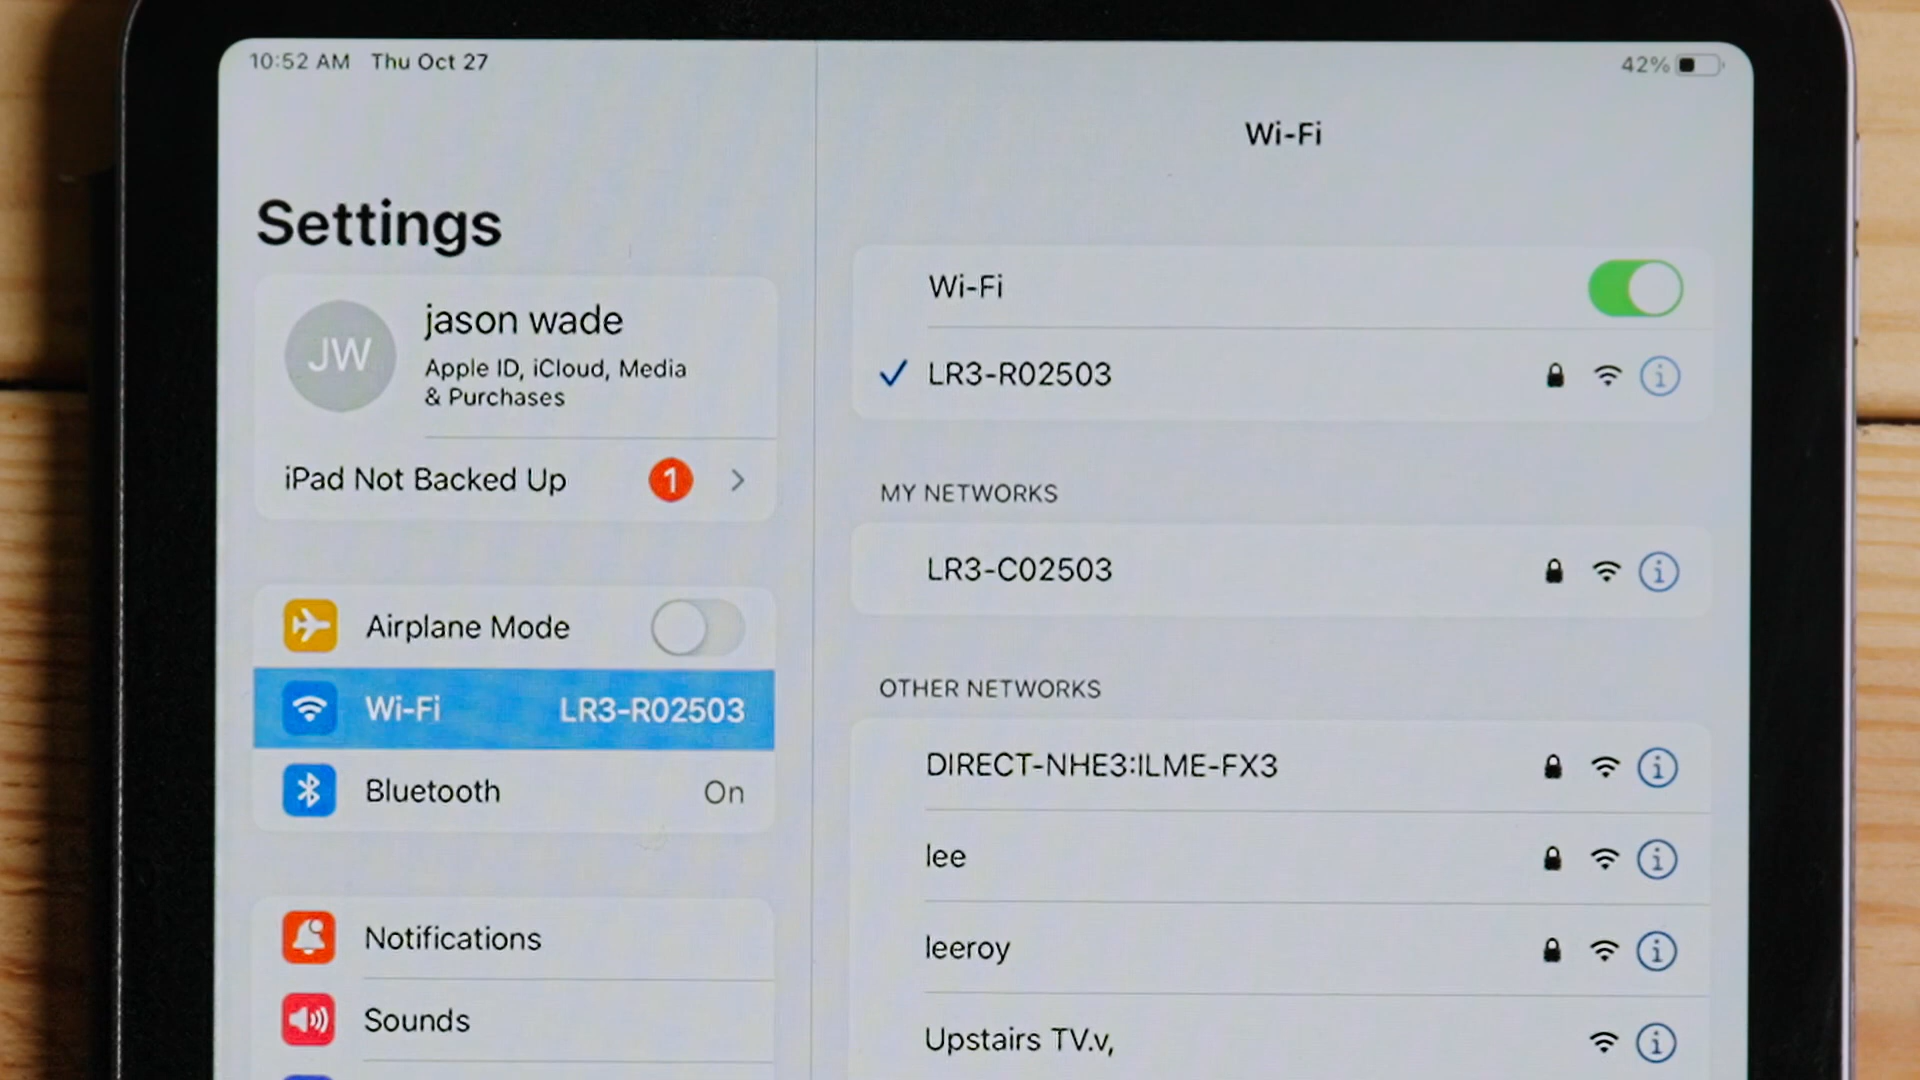 10:52 AM Thu Oct 27
42%
Settings
JW
jason wade
Apple ID, iCloud, Media
& Purchases
iPad Not Backed Up 1
Airplane Mode
Wi-Fi LR3-R02503
Bluetooth On
Notifications
Sounds
Wi-Fi
Wi-Fi
LR3-R02503
MY NETWORKS
LR3-C02503
OTHER NETWORKS
DIRECT-NHE3:ILME-FX3
lee
leeroy
Upstairs TV.v,